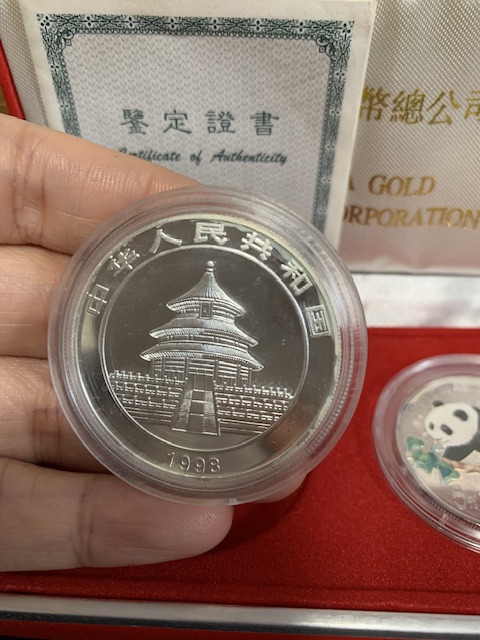 鑒定證書
Certificate of Authenticity
幣總公司
A GOLD
ORPORATION
中华人民共和国
1998